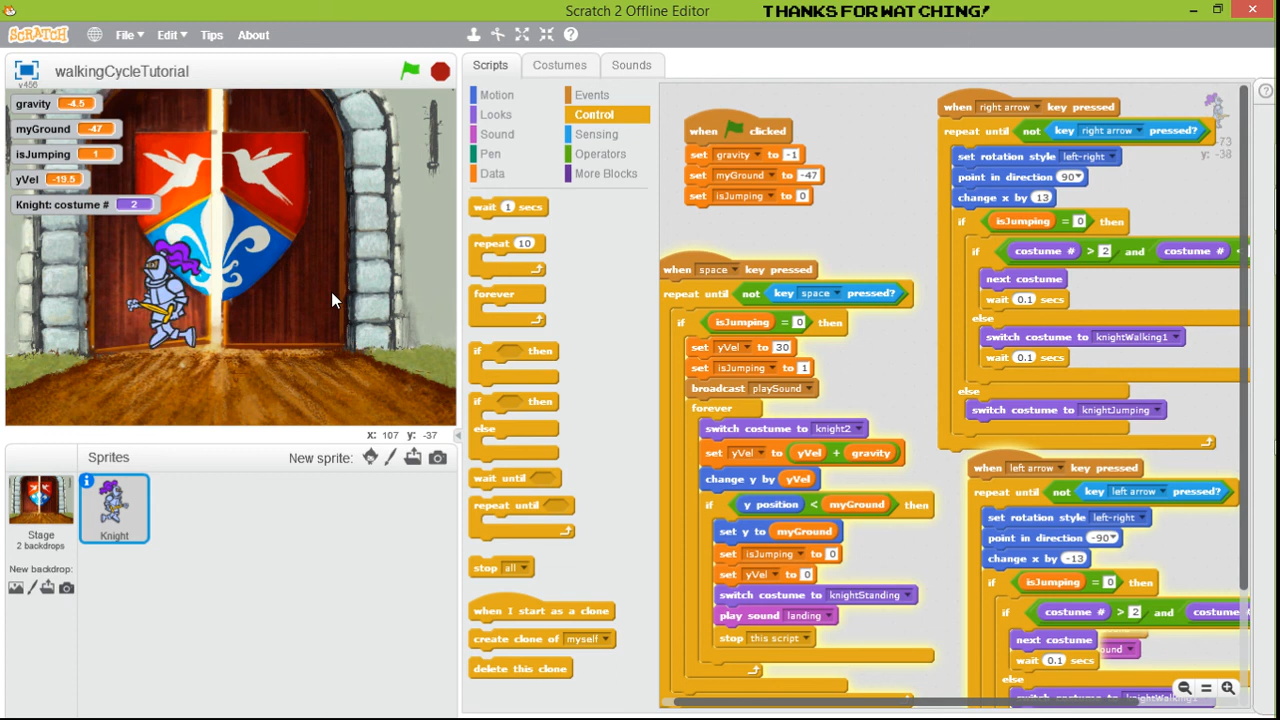 Scratch 2 Offline Editor
THANKS FOR WATCHING!
SCRATCH File Edit Tips About
v456 walkingCycleTutorial
Scripts Costumes Sounds
gravity -4.5
myGround -47
isJumping 1
yVel -19.5
Knight: costume # 2
x: 107 y: -37
Sprites New sprite:
Stage
2 backdrops
New backdrop:
Knight
Motion Events
Looks Control
Sound Sensing
Pen Operators
Data More Blocks
wait 1 secs
repeat 10
forever
if then
if then
else
wait until
repeat until
stop all
when I start as a clone
create clone of myself
delete this clone
when clicked
set gravity to -1
set myGround to -47
set isJumping to 0
when space key pressed
repeat until not key space pressed?
if isJumping = 0 then
set yVel to 30
set isJumping to 1
broadcast playSound
forever
switch costume to knight2
set yVel to yVel + gravity
change y by yVel
if y position < myGround then
set y to myGround
set isJumping to 0
set yVel to 0
switch costume to knightStanding
play sound landing
stop this script
when right arrow key pressed
repeat until not key right arrow pressed?
set rotation style left-right
point in direction 90
change x by 13
if isJumping = 0 then
if costume # > 2 and costume #
next costume
wait 0.1 secs
else
switch costume to knightWalking1
wait 0.1 secs
else
switch costume to knightJumping
-73
y: -38
when left arrow key pressed
repeat until not key left arrow pressed?
set rotation style left-right
point in direction -90
change x by -13
if isJumping = 0 then
if costume # > 2 and
next costume
wait 0.1 secs
else